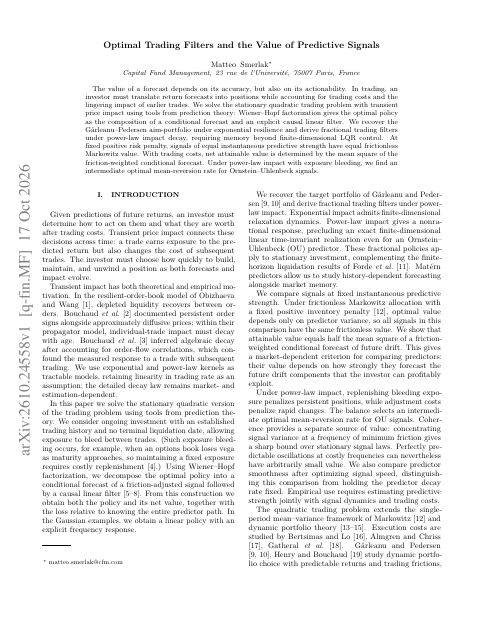 Optimal Trading Filters and the Value of Predictive Signals
Matteo Smerlak*
Capital Fund Management, 23 rue de l'Université, 75007 Paris, France
The value of a forecast depends on its accuracy, but also on its actionability. In trading, an
investor must translate return forecasts into positions while accounting for trading costs and the
lingering impact of earlier trades. We solve the stationary quadratic trading problem with transient
price impact using tools from prediction theory: Wiener–Hopf factorization gives the optimal policy
as the composition of a conditional forecast and an explicit causal linear filter. We recover the
Gârleanu–Pedersen aim-portfolio under exponential resilience and derive fractional trading filters
under power-law impact decay, requiring memory beyond finite-dimensional LQR control. At
fixed positive risk penalty, signals of equal instantaneous predictive strength have equal frictionless
Markowitz value. With trading costs, net attainable value is determined by the mean square of the
friction-weighted conditional forecast. Under power-law impact with exposure bleeding, we find an
intermediate optimal mean-reversion rate for Ornstein–Uhlenbeck signals.
I. INTRODUCTION
Given predictions of future returns, an investor must
determine how to act on them and what they are worth
after trading costs. Transient price impact connects these
decisions across time: a trade earns exposure to the pre-
dicted return but also changes the cost of subsequent
trades. The investor must choose how quickly to build,
maintain, and unwind a position as both forecasts and
impact evolve.
Transient impact has both theoretical and empirical mo-
tivation. In the resilient-order-book model of Obizhaeva
and Wang [1], depleted liquidity recovers between or-
ders. Bouchaud et al. [2] documented persistent order
signs alongside approximately diffusive prices; within their
propagator model, individual-trade impact must decay
with age. Bouchaud et al. [3] inferred algebraic decay
after accounting for order-flow correlations, which con-
found the measured response to a trade with subsequent
trading. We use exponential and power-law kernels as
tractable models, retaining linearity in trading rate as an
assumption; the detailed decay law remains market- and
estimation-dependent.
In this paper we solve the stationary quadratic version
of the trading problem using tools from prediction the-
ory. We consider ongoing investment with an established
trading history and no terminal liquidation date, allowing
exposure to bleed between trades. (Such exposure bleed-
ing occurs, for example, when an options book loses vega
as maturity approaches, so maintaining a fixed exposure
requires costly replenishment [4].) Using Wiener–Hopf
factorization, we decompose the optimal policy into a
conditional forecast of a friction-adjusted signal followed
by a causal linear filter [5–8]. From this construction we
obtain both the policy and its net value, together with
the loss relative to knowing the entire predictor path. In
the Gaussian examples, we obtain a linear policy with an
explicit frequency response.
* matteo.smerlak@cfm.com
We recover the target portfolio of Gârleanu and Peder-
sen [9, 10] and derive fractional trading filters under power-
law impact. Exponential impact admits finite-dimensional
relaxation dynamics. Power-law impact gives a nonra-
tional response, precluding an exact finite-dimensional
linear time-invariant realization even for an Ornstein–
Uhlenbeck (OU) predictor. These fractional policies ap-
ply to stationary investment, complementing the finite-
horizon liquidation results of Forde et al. [11]. Matérn
predictors allow us to study history-dependent forecasting
alongside market memory.
We compare signals at fixed instantaneous predictive
strength. Under frictionless Markowitz allocation with
a fixed positive inventory penalty [12], optimal value
depends only on predictor variance, so all signals in this
comparison have the same frictionless value. We show that
attainable value equals half the mean square of a friction-
weighted conditional forecast of future drift. This gives
a market-dependent criterion for comparing predictors:
their value depends on how strongly they forecast the
future drift components that the investor can profitably
exploit.
Under power-law impact, replenishing bleeding expo-
sure penalizes persistent positions, while adjustment costs
penalize rapid changes. The balance selects an intermedi-
ate optimal mean-reversion rate for OU signals. Coher-
ence provides a separate source of value: concentrating
signal variance at a frequency of minimum friction gives
a sharp bound over stationary signal laws. Perfectly pre-
dictable oscillations at costly frequencies can nevertheless
have arbitrarily small value. We also compare predictor
smoothness after optimizing signal speed, distinguish-
ing this comparison from holding the predictor decay
rate fixed. Empirical use requires estimating predictive
strength jointly with signal dynamics and trading costs.
The quadratic trading problem extends the single-
period mean–variance framework of Markowitz [12] and
dynamic portfolio theory [13–15]. Execution costs are
studied by Bertsimas and Lo [16], Almgren and Chriss
[17], Gatheral et al. [18]. Gârleanu and Pedersen
[9, 10], Henry and Bouchaud [19] study dynamic portfo-
lio choice with predictable returns and trading frictions,
arXiv:2610.24558v1 [q-fin.MF] 17 Oct 2026